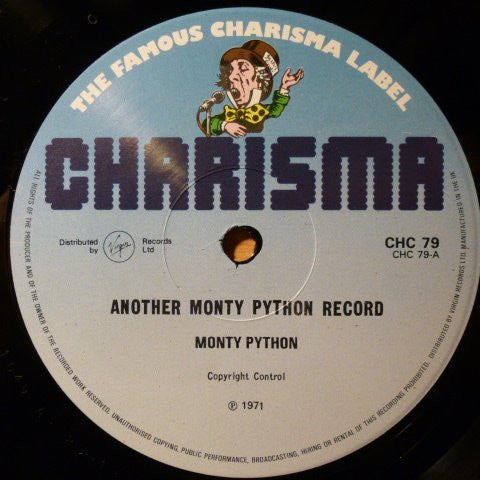 THE FAMOUS CHARISMA LABEL
CHARISMA
Distributed by Virgin Records Ltd
CHC 79
CHC 79-A
ANOTHER MONTY PYTHON RECORD
MONTY PYTHON
Copyright Control
℗ 1971
ALL RIGHTS OF THE PRODUCER AND OF THE OWNER OF THE RECORDED WORK RESERVED. UNAUTHORISED COPYING, PUBLIC PERFORMANCE, BROADCASTING, HIRING OR RENTAL OF THIS RECORDING PROHIBITED. DISTRIBUTED BY VIRGIN RECORDS LTD. MANUFACTURED IN THE UK